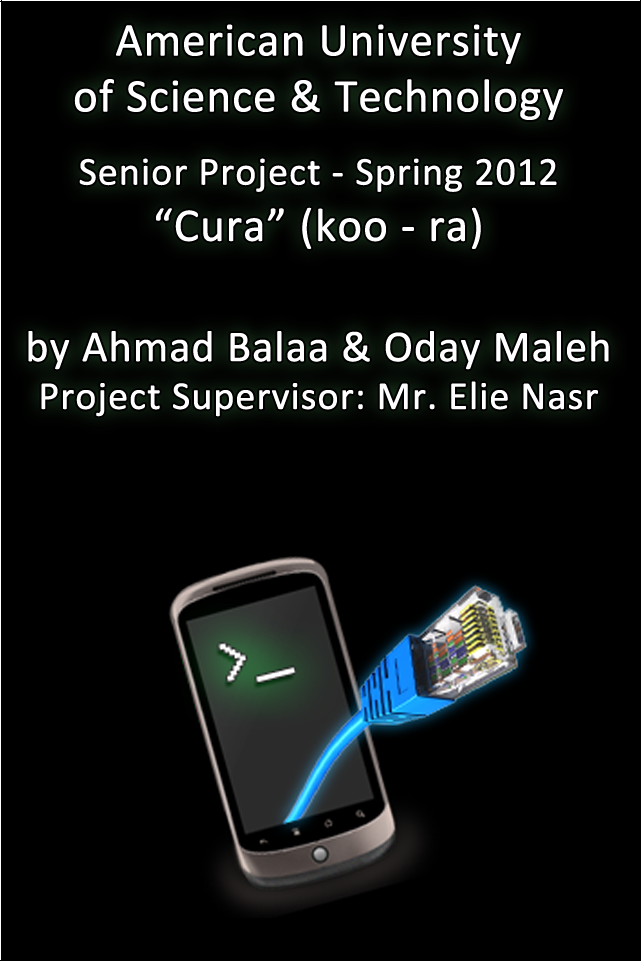 American University
of Science & Technology
Senior Project - Spring 2012
“Cura” (koo - ra)
by Ahmad Balaa & Oday Maleh
Project Supervisor: Mr. Elie Nasr
>_